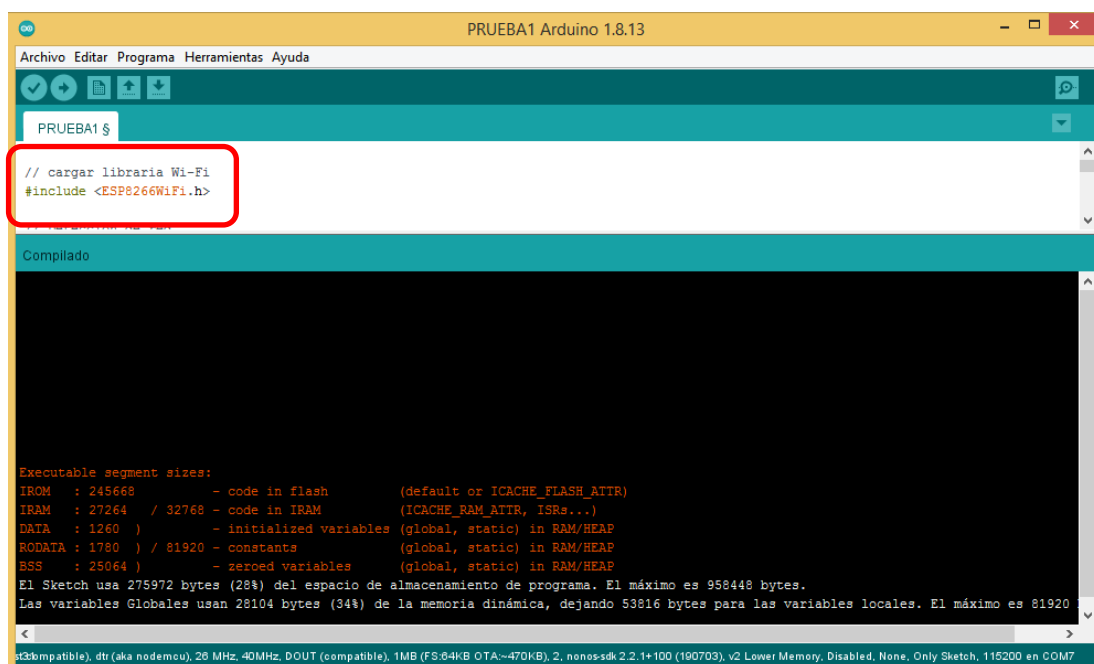 PRUEBA1 Arduino 1.8.13
Archivo Editar Programa Herramientas Ayuda
PRUEBA1 §
// cargar libraria Wi-Fi
#include <ESP8266WiFi.h>
Compilado
Executable segment sizes:
IROM : 245668 - code in flash (default or ICACHE_FLASH_ATTR)
IRAM : 27264 / 32768 - code in IRAM (ICACHE_RAM_ATTR, ISRs...)
DATA : 1260 ) - initialized variables (global, static) in RAM/HEAP
RODATA : 1780 ) / 81920 - constants (global, static) in RAM/HEAP
BSS : 25064 ) - zeroed variables (global, static) in RAM/HEAP
El Sketch usa 275972 bytes (28%) del espacio de almacenamiento de programa. El máximo es 958448 bytes.
Las variables Globales usan 28104 bytes (34%) de la memoria dinámica, dejando 53816 bytes para las variables locales. El máximo es 81920
dtr (aka nodemcu), 26 MHz, 40MHz, DOUT (compatible), 1MB (FS:64KB OTA:~470KB), 2, nonos-sdk 2.2.1+100 (190703), v2 Lower Memory, Disabled, None, Only Sketch, 115200 en COM7